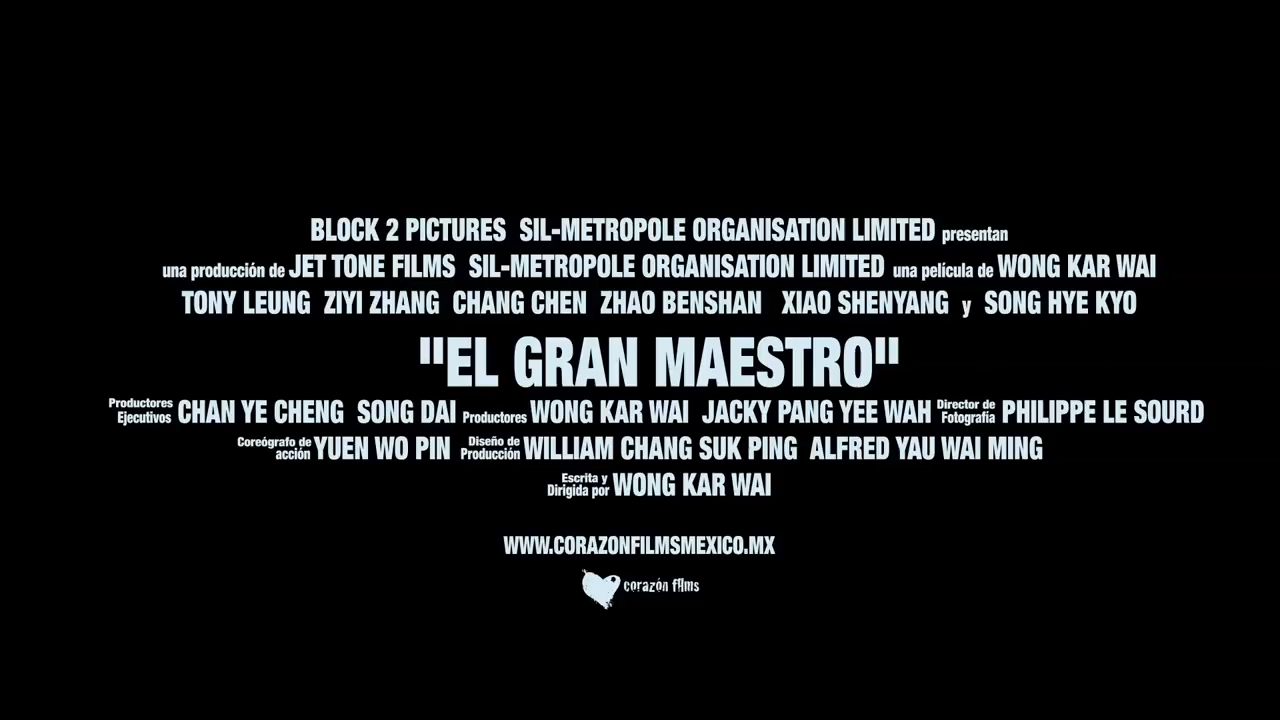 BLOCK 2 PICTURES SIL-METROPOLE ORGANISATION LIMITED presentan
una producción de JET TONE FILMS SIL-METROPOLE ORGANISATION LIMITED una película de WONG KAR WAI
TONY LEUNG ZIYI ZHANG CHANG CHEN ZHAO BENSHAN XIAO SHENYANG y SONG HYE KYO
"EL GRAN MAESTRO"
Productores Ejecutivos CHAN YE CHENG SONG DAI Productores WONG KAR WAI JACKY PANG YEE WAH Director de Fotografía PHILIPPE LE SOURD
Coreógrafo de acción YUEN WO PIN Diseño de Producción WILLIAM CHANG SUK PING ALFRED YAU WAI MING
Escrita y Dirigida por WONG KAR WAI
WWW.CORAZONFILMSMEXICO.MX
corazón films